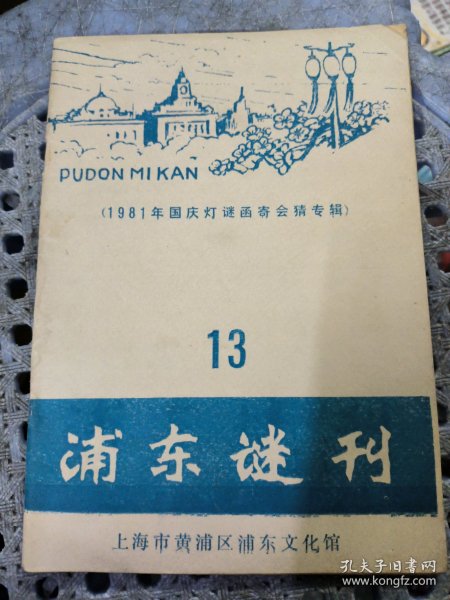 PUDON MI KAN
(1981年国庆灯谜函寄会猜专辑)
13
浦东谜刊
上海市黄浦区浦东文化馆
孔夫子旧书网
www.kongfz.com